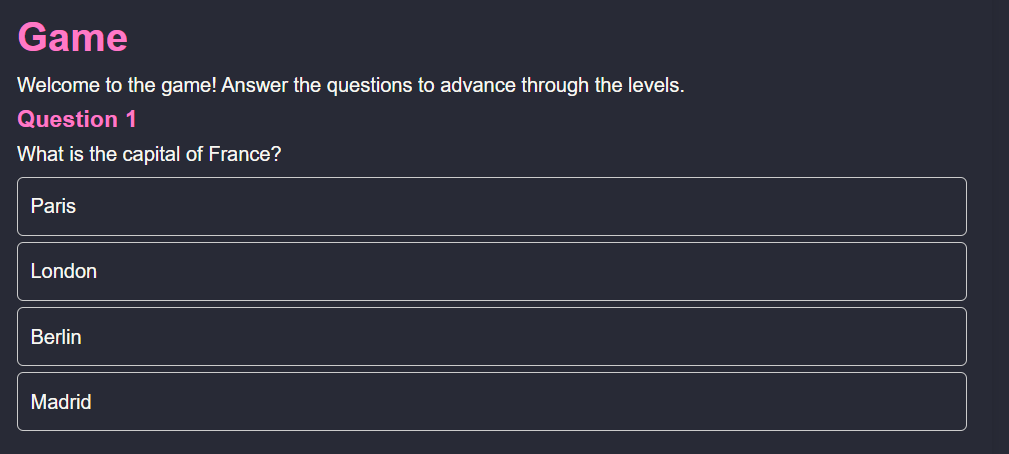 Game
Welcome to the game! Answer the questions to advance through the levels.
Question 1
What is the capital of France?
Paris
London
Berlin
Madrid